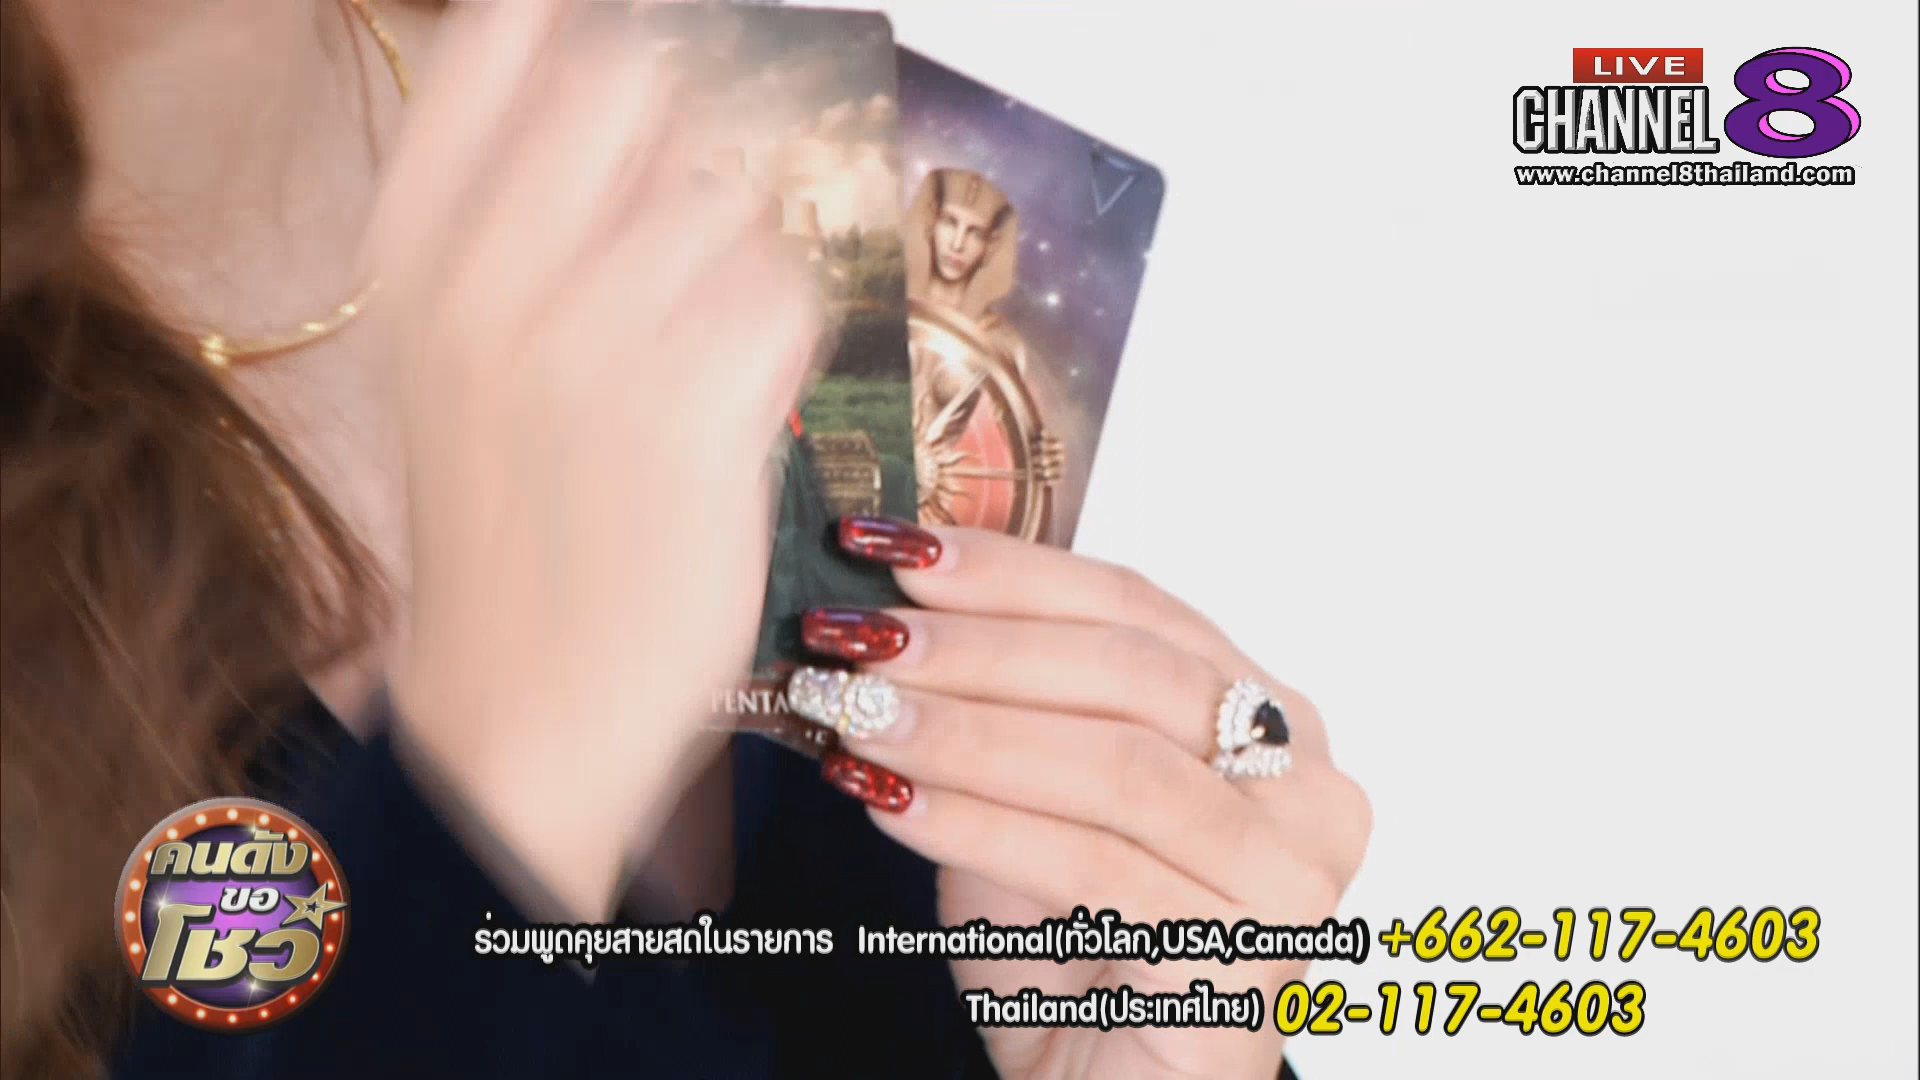 LIVE
CHANNEL 8
www.channel8thailand.com
PENTA
คนดัง
ขอ
โชว์
ร่วมพูดคุยสายสดในรายการ International(ทั่วโลก,USA,Canada) +662-117-4603
Thailand(ประเทศไทย) 02-117-4603